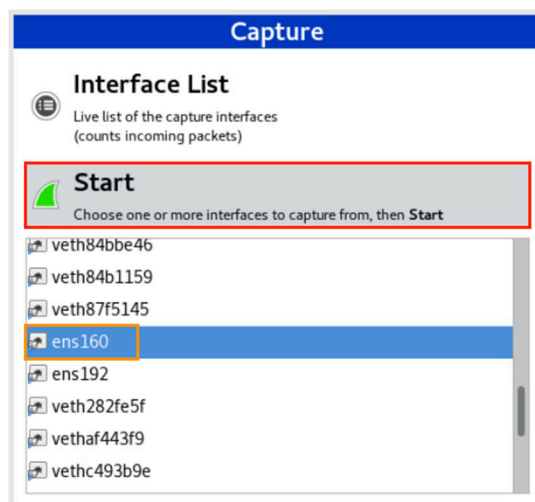 Capture
Interface List
Live list of the capture interfaces
(counts incoming packets)
Start
Choose one or more interfaces to capture from, then Start
veth84bbe46
veth84b1159
veth87f5145
ens160
ens192
veth282fe5f
vethaf443f9
vethc493b9e